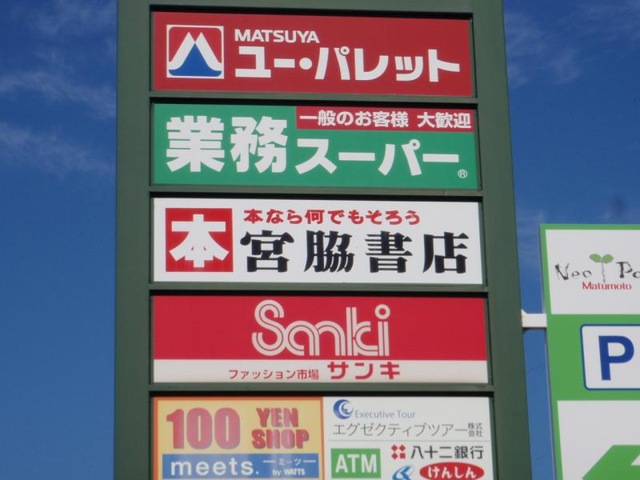 MATSUYA
ユー・パレット
一般のお客様 大歓迎
業務スーパー®
本なら何でもそろう
本 宮脇書店
Sanki
ファッション市場 サンキ
100 YEN SHOP
meets. ーミーツー
by WATTS
Executive Tour
エグゼクティブツアー株式会社
ATM
八十二銀行
けんしん
Neo
Matumoto
P